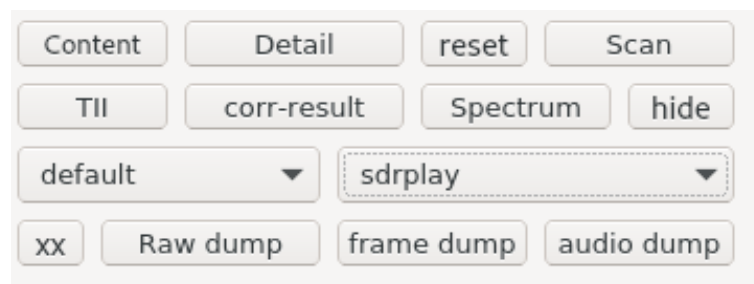 Content Detail reset Scan
TII corr-result Spectrum hide
default sdrplay
xx Raw dump frame dump audio dump